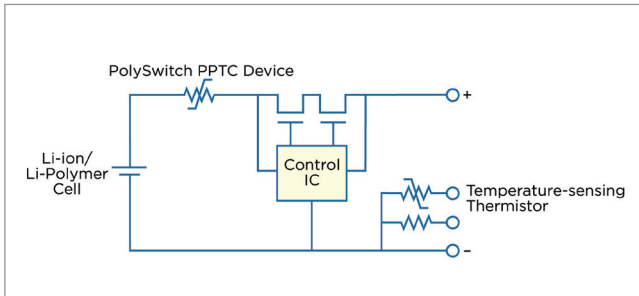 PolySwitch PPTC Device
+
Li-ion/
Li-Polymer
Cell
Control
IC
Temperature-sensing
Thermistor
-